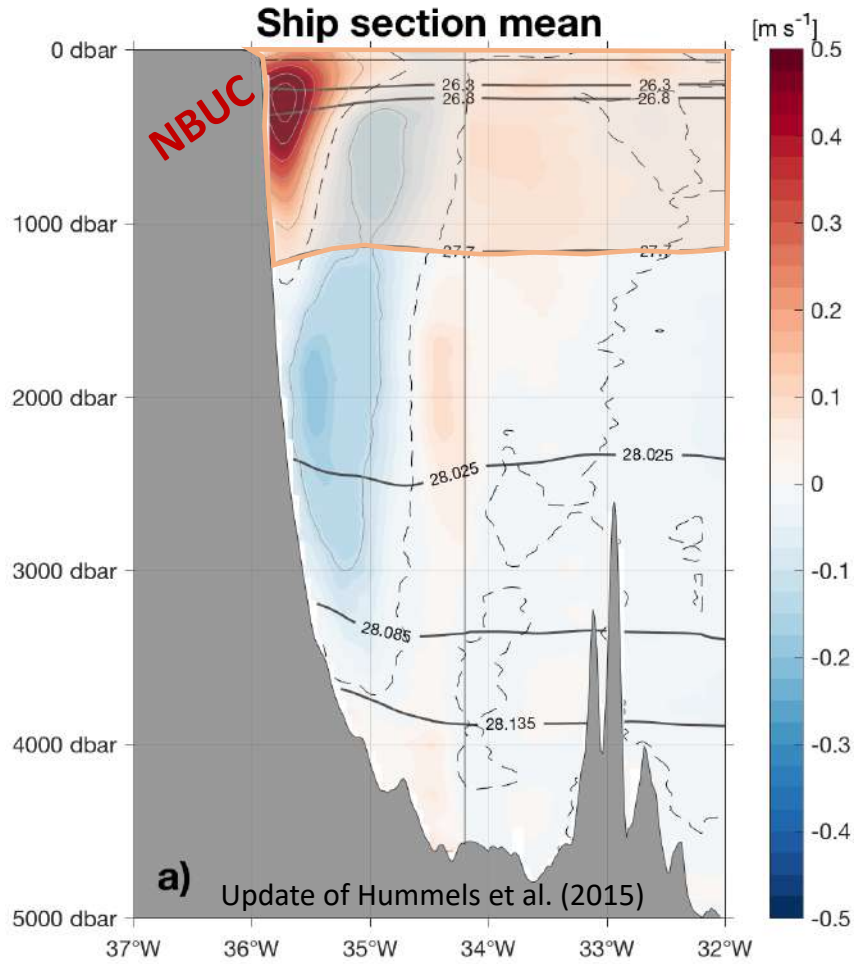 Ship section mean
[m s⁻¹]
0 dbar
1000 dbar
2000 dbar
3000 dbar
4000 dbar
5000 dbar
NBUC
26.3
26.3
26.8
26.8
27.7
27.7
28.025
28.025
28.085
28.135
a)
Update of Hummels et al. (2015)
37°W
36°W
35°W
34°W
33°W
32°W
0.5
0.4
0.3
0.2
0.1
0
-0.1
-0.2
-0.3
-0.4
-0.5